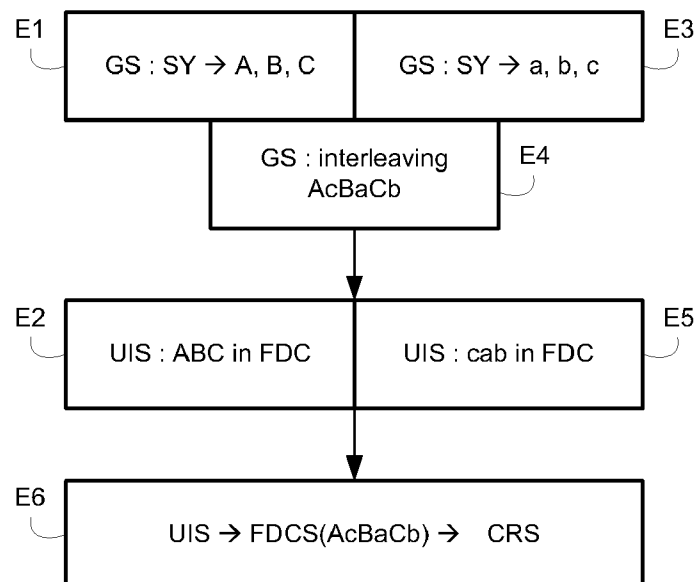 E1
E3
GS : SY → A, B, C
GS : SY → a, b, c
GS : interleaving
AcBaCb
E4
E2
E5
UIS : ABC in FDC
UIS : cab in FDC
E6
UIS → FDCS(AcBaCb) → CRS